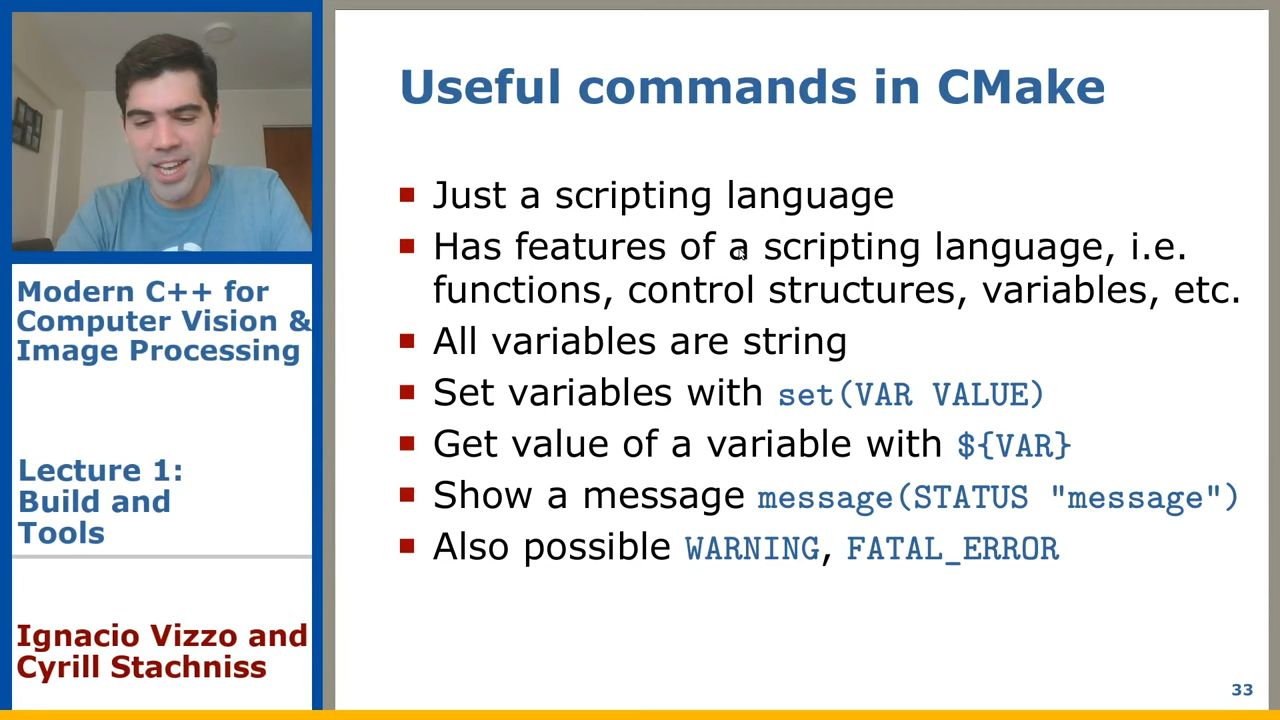 Modern C++ for
Computer Vision &
Image Processing
Lecture 1:
Build and
Tools
Ignacio Vizzo and
Cyrill Stachniss
Useful commands in CMake
Just a scripting language
Has features of a scripting language, i.e.
functions, control structures, variables, etc.
All variables are string
Set variables with set(VAR VALUE)
Get value of a variable with ${VAR}
Show a message message(STATUS "message")
Also possible WARNING, FATAL_ERROR
33